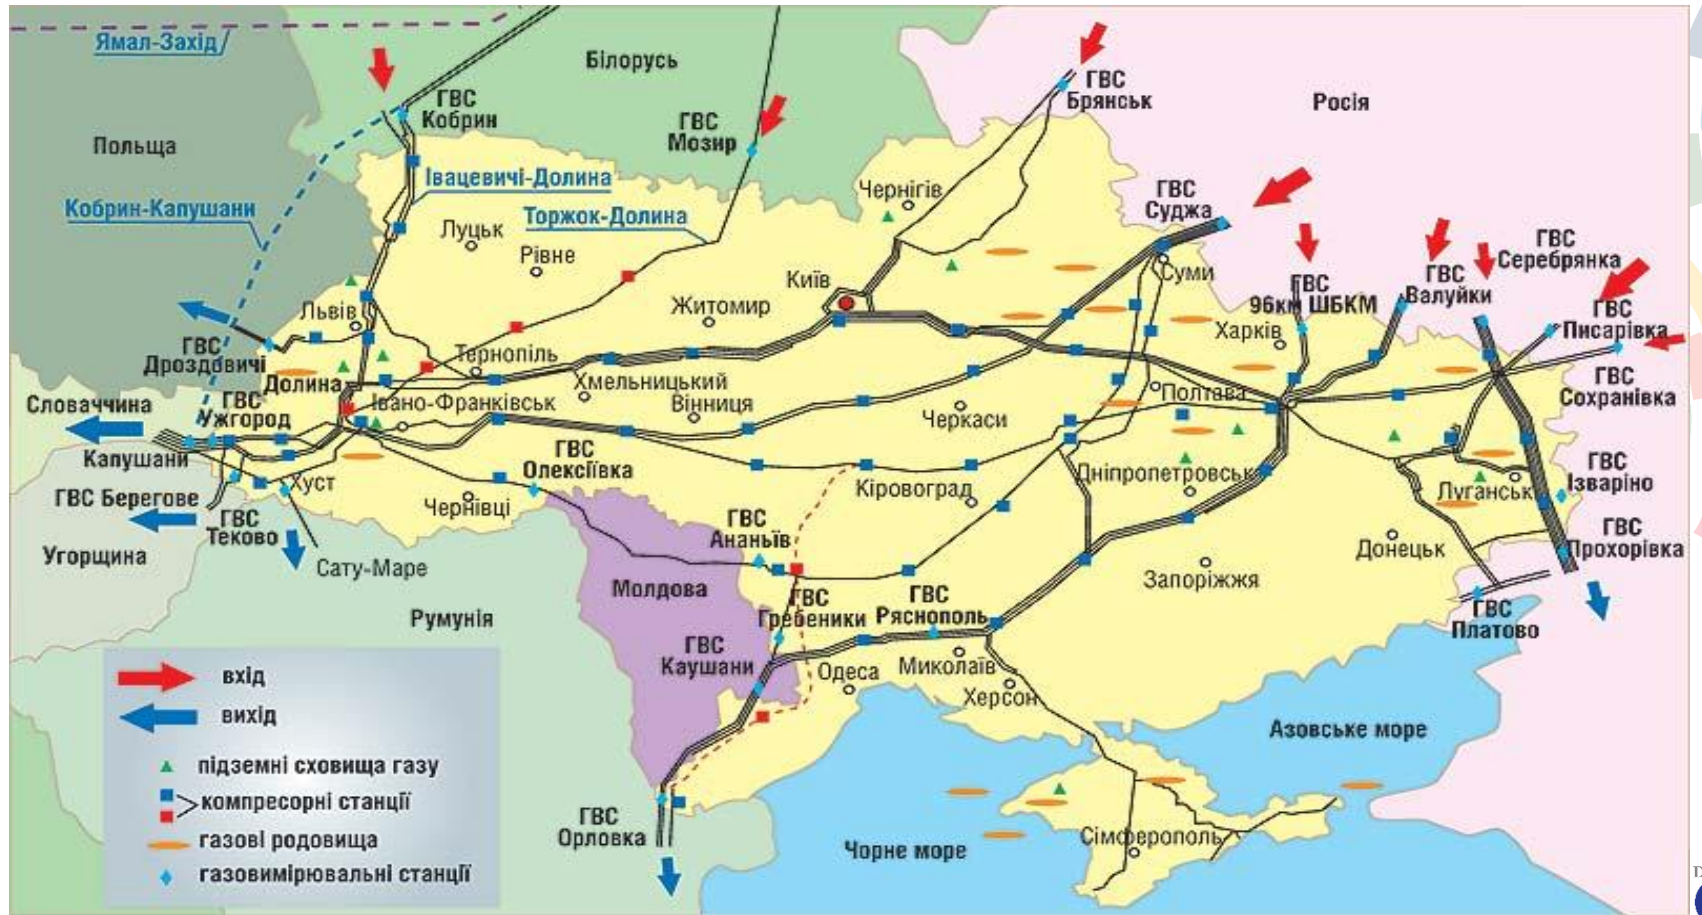 Ямал-Захід
Білорусь
Польща
ГВС
Кобрин
ГВС
Мозир
ГВС
Брянськ
Росія
Івацевичі-Долина
Кобрин-Капушани
Торжок-Долина
Чернігів
ГВС
Суджа
Луцьк
Рівне
Київ
Суми
ГВС
Серебрянка
ГВС
Валуйки
ГВС
96км ШБКМ
ГВС
Писарівка
Львів
Житомир
Харків
ГВС
Дроздовичі
Тернопіль
Долина
Хмельницький
Івано-Франківськ
Вінниця
Черкаси
Полтава
ГВС
Сохранівка
Словаччина
ГВС
Ужгород
Капушани
ГВС
Олексіївка
Хуст
Чернівці
Кіровоград
Дніпропетровськ
Луганськ
ГВС
Ізваріно
ГВС Берегове
ГВС
Теково
Угорщина
Сату-Маре
ГВС
Ананьїв
Донецьк
ГВС
Прохорівка
Запоріжжя
Молдова
Румунія
ГВС
Гребеники
ГВС
Ряснополь
ГВС
Платово
ГВС
Каушани
Одеса
Миколаїв
Херсон
Азовське море
ГВС
Орловка
Чорне море
Сімферополь
вхід
вихід
підземні сховища газу
компресорні станції
газові родовища
газовимірювальні станції